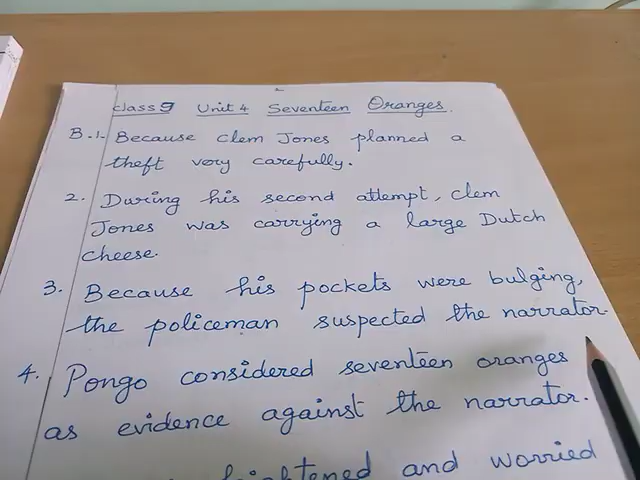 class 9 Unit 4 Seventeen Oranges.
B.1. Because Clem Jones planned a
theft very carefully.
2. During his second attempt, Clem
Jones was carrying a large Dutch
cheese.
3. Because his pockets were bulging,
the policeman suspected the narrator.
4. Pongo considered seventeen oranges
as evidence against the narrator.
frightened and worried